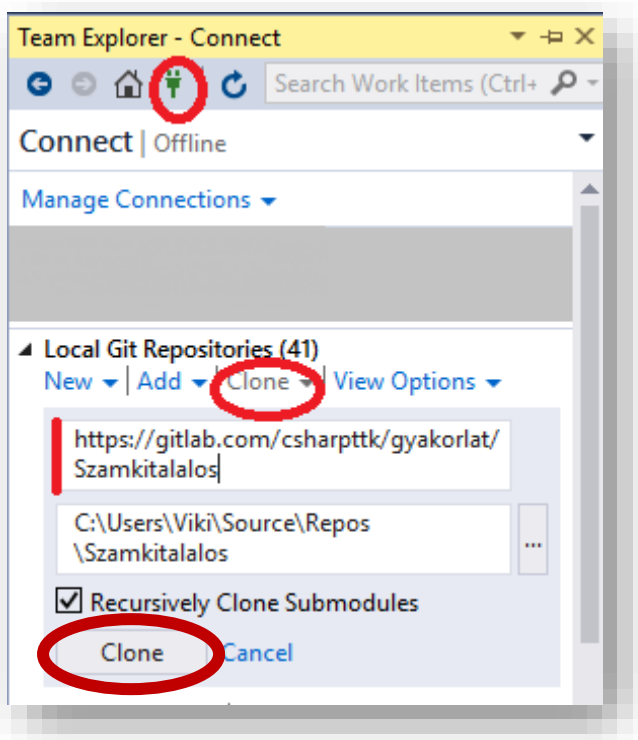 Team Explorer - Connect
Search Work Items (Ctrl+
Connect | Offline
Manage Connections
Local Git Repositories (41)
New | Add | Clone | View Options
https://gitlab.com/csharpttk/gyakorlat/
Szamkitalalos
C:\Users\Viki\Source\Repos
\Szamkitalalos
...
Recursively Clone Submodules
Clone Cancel